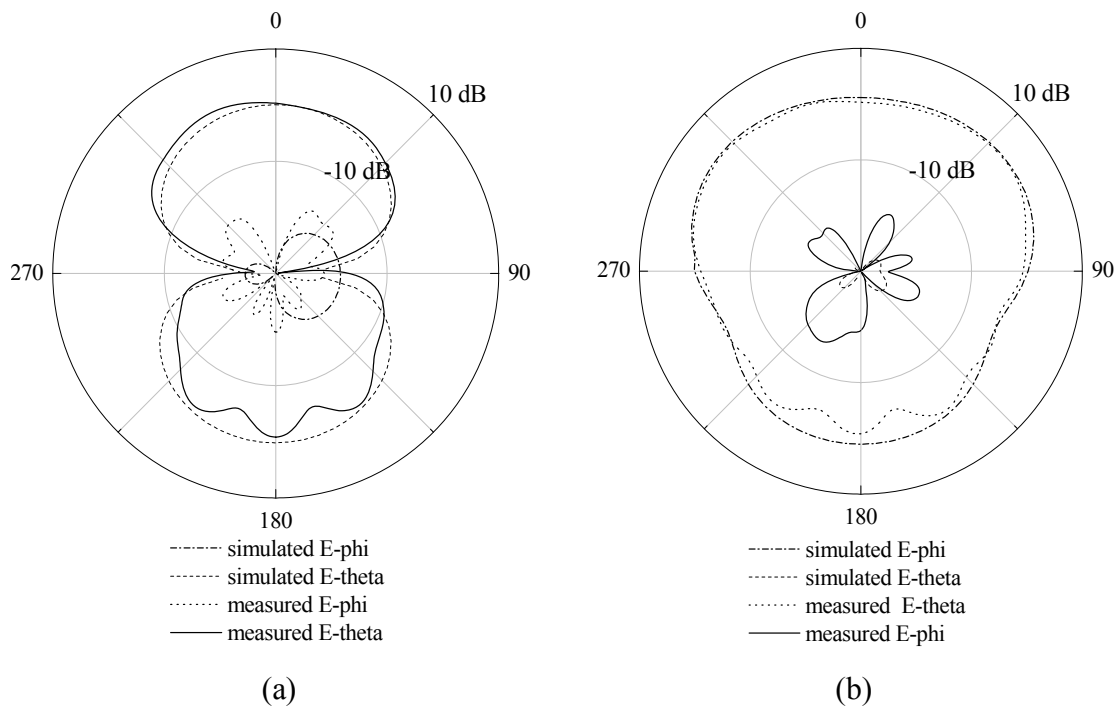 0
10 dB
-10 dB
270
90
180
simulated E-phi
simulated E-theta
measured E-phi
measured E-theta
(a)
0
10 dB
-10 dB
270
90
180
simulated E-phi
simulated E-theta
measured E-theta
measured E-phi
(b)